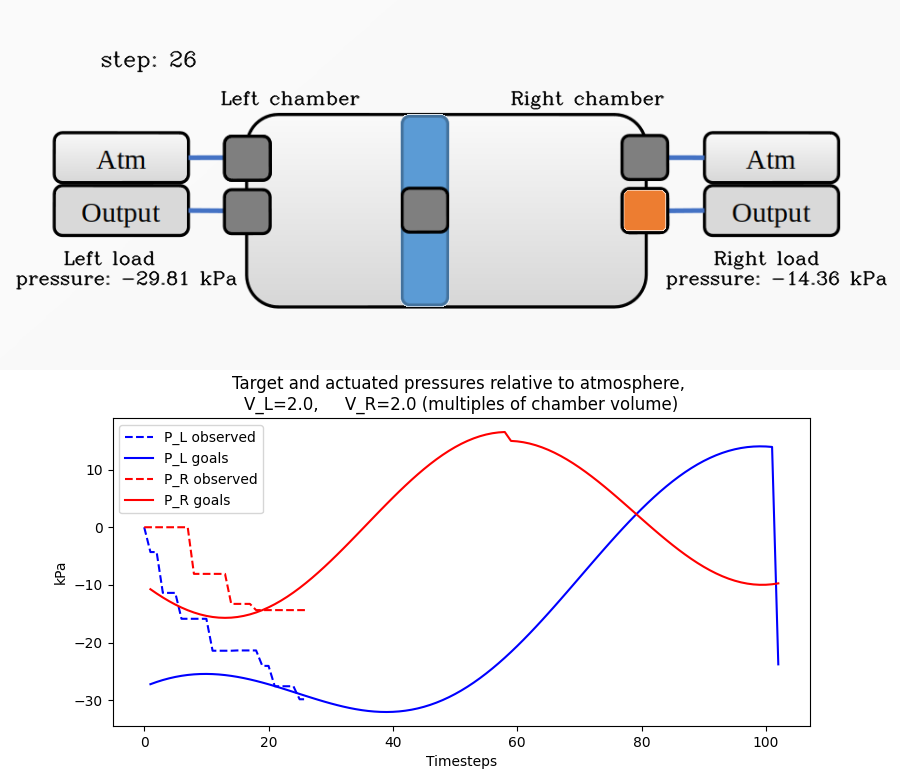 step: 26
Left chamber
Right chamber
Atm
Atm
Output
Output
Left load
pressure: −29.81 kPa
Right load
pressure: −14.36 kPa
Target and actuated pressures relative to atmosphere,
V_L=2.0, V_R=2.0 (multiples of chamber volume)
P_L observed
P_L goals
P_R observed
P_R goals
10
0
−10
−20
−30
kPa
0 20 40 60 80 100
Timesteps